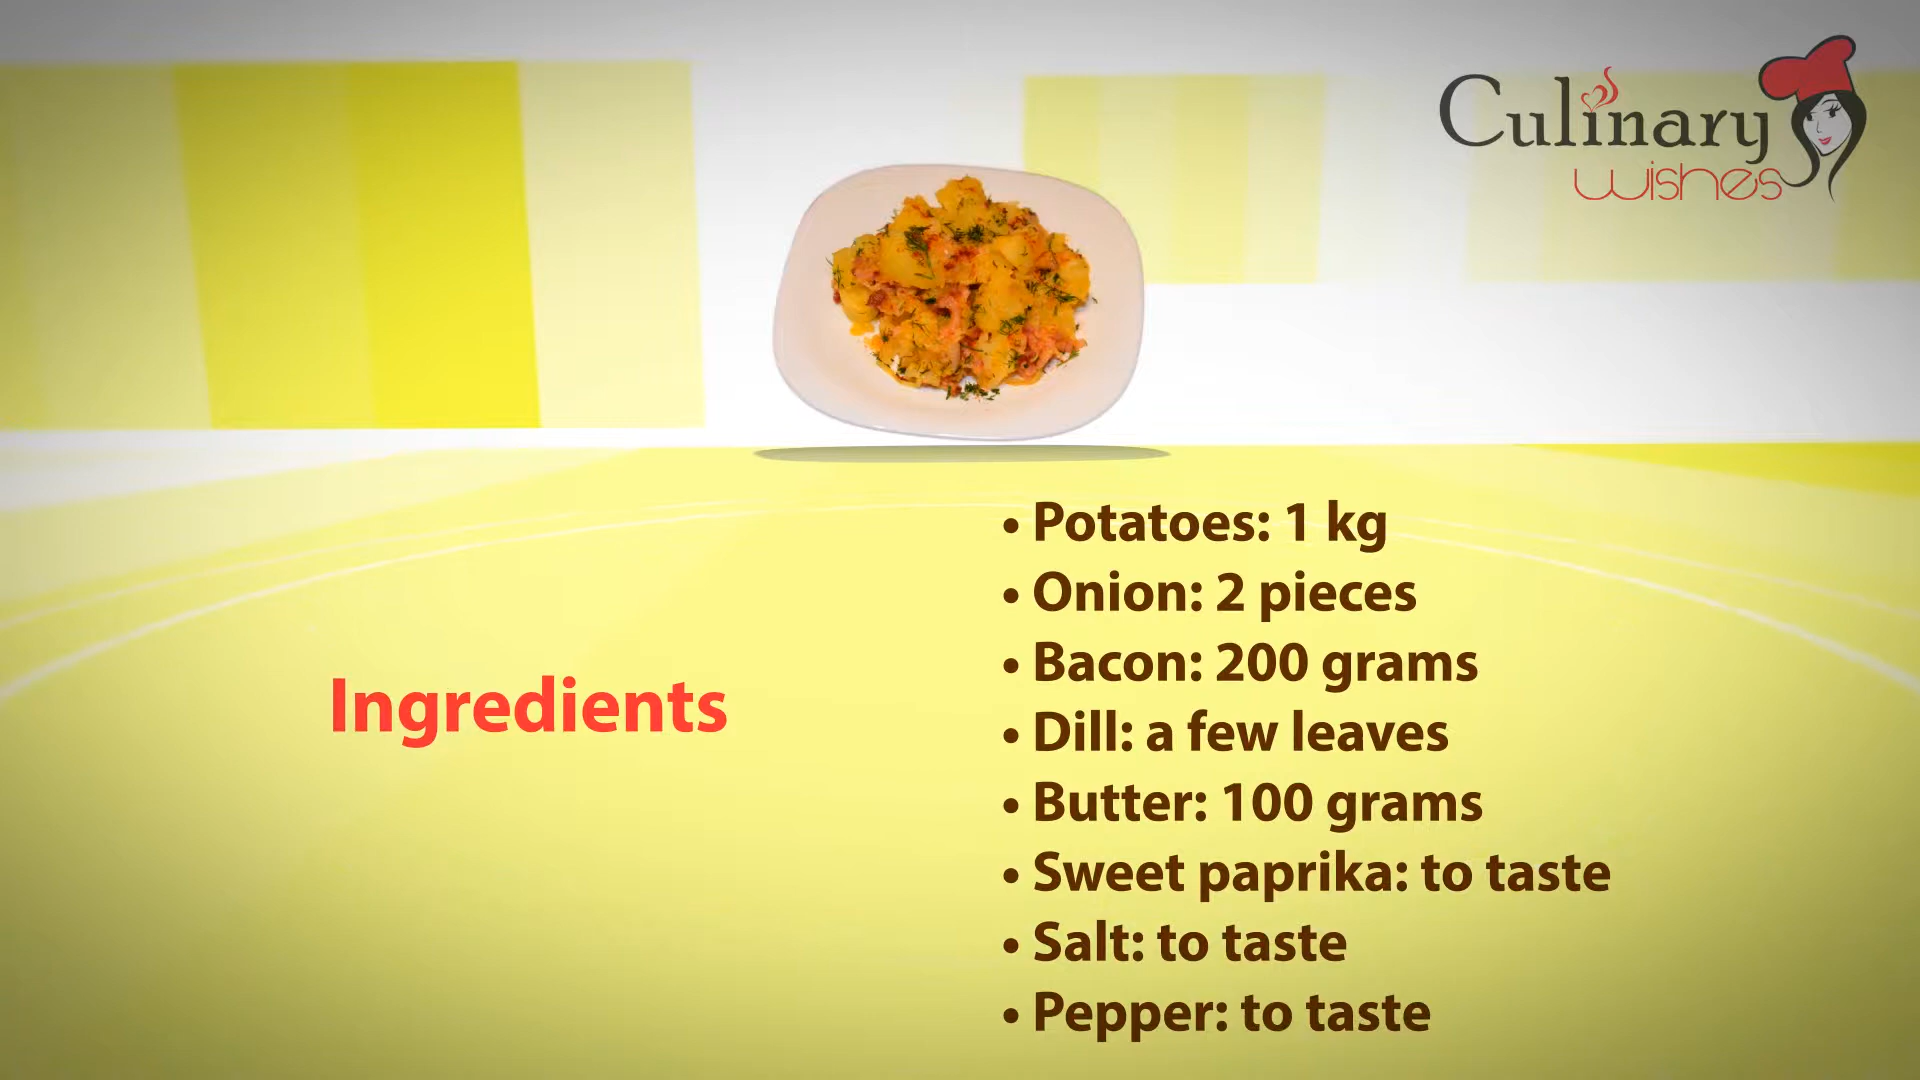 Culinary
wishes
Ingredients
• Potatoes: 1 kg
• Onion: 2 pieces
• Bacon: 200 grams
• Dill: a few leaves
• Butter: 100 grams
• Sweet paprika: to taste
• Salt: to taste
• Pepper: to taste